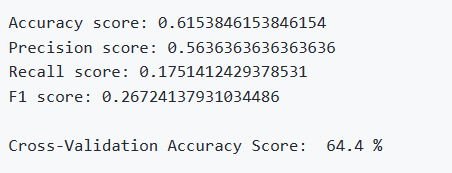 Accuracy score: 0.6153846153846154
Precision score: 0.5636363636363636
Recall score: 0.1751412429378531
F1 score: 0.26724137931034486
Cross-Validation Accuracy Score:  64.4 %